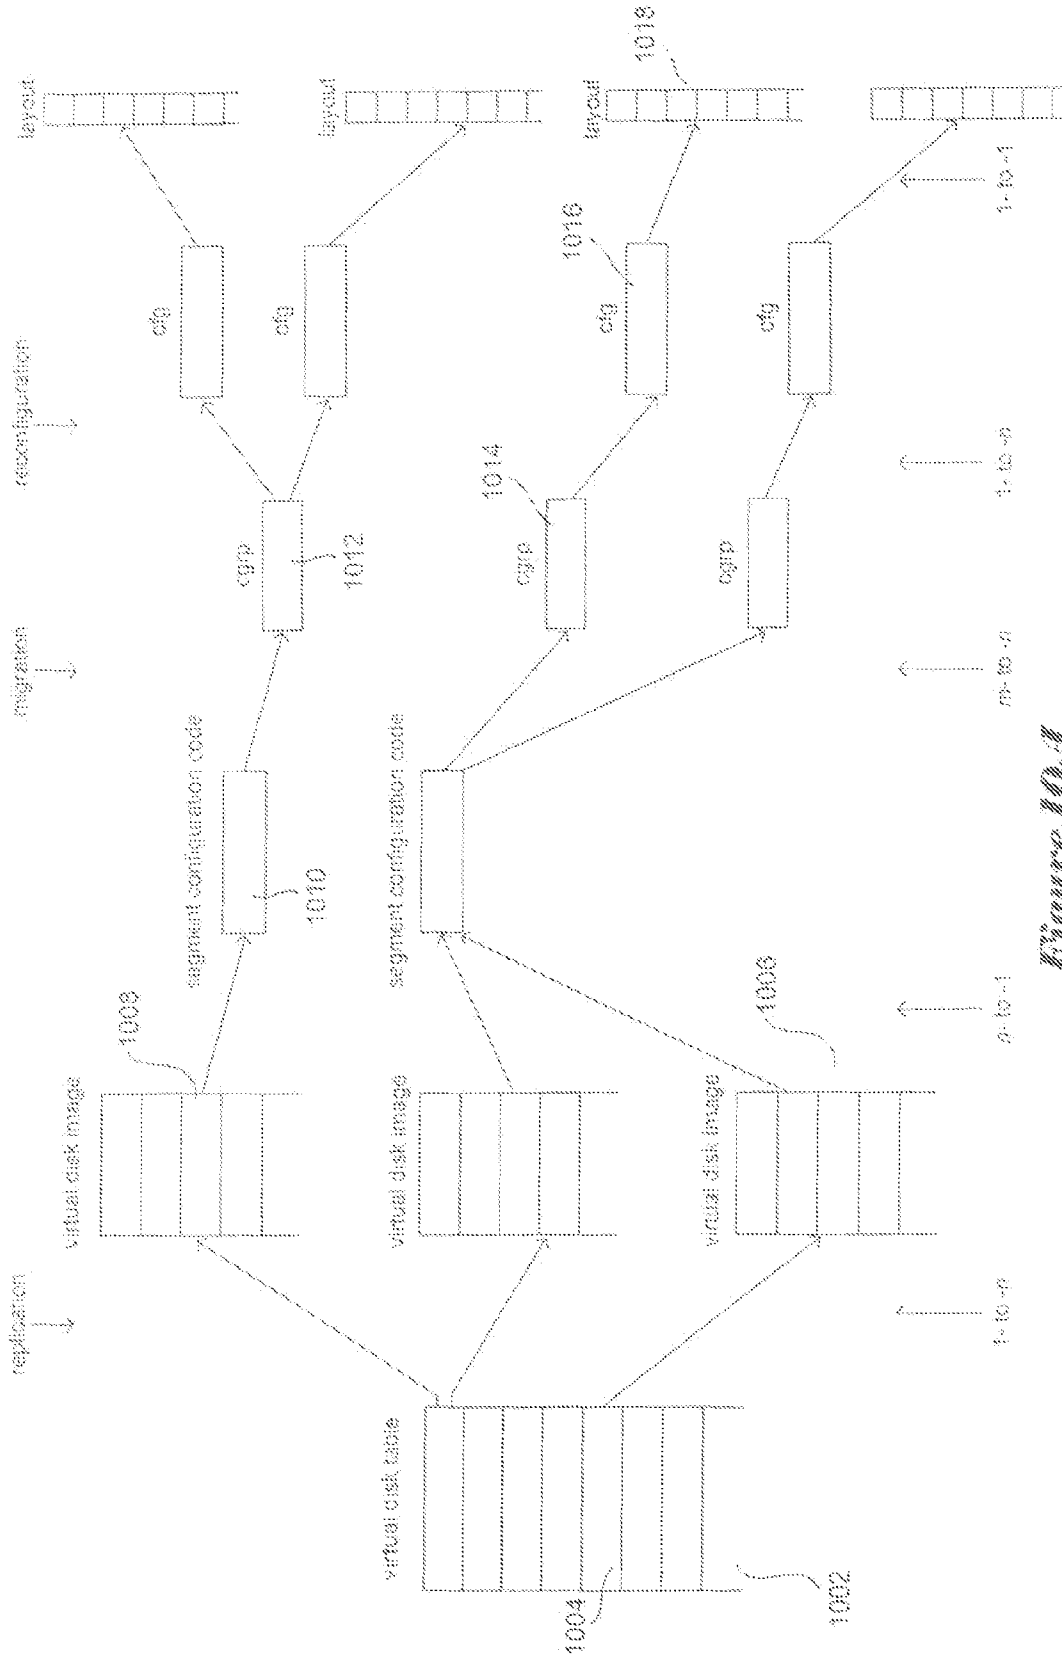 replication
migration
reconfiguration
virtual disk table
1004
1002
virtual disk image
1008
virtual disk image
virtual disk image
1006
segment configuration code
1010
segment configuration code
cgrp
1012
cgrp
1014
cgrp
cfg
cfg
cfg
1016
cfg
layout
layout
layout
1018
1-to-n
n-to-1
m-to-n
1-to-n
1-to-1
Figure 10A